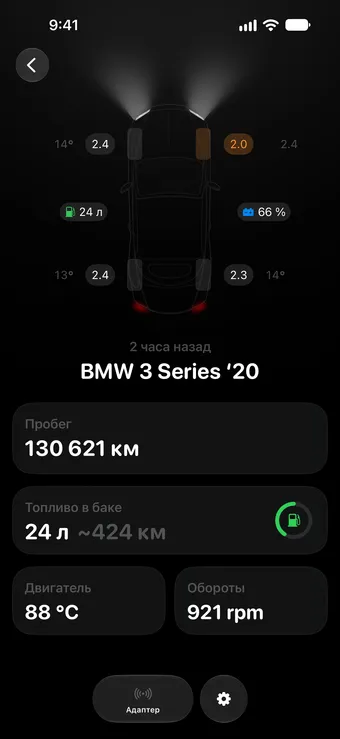 9:41
14° 2.4 2.0 2.4
24 л 66 %
13° 2.4 2.3 14°
2 часа назад
BMW 3 Series ‘20
Пробег
130 621 км
Топливо в баке
24 л ~424 км
Двигатель Обороты
88 °C 921 rpm
Адаптер